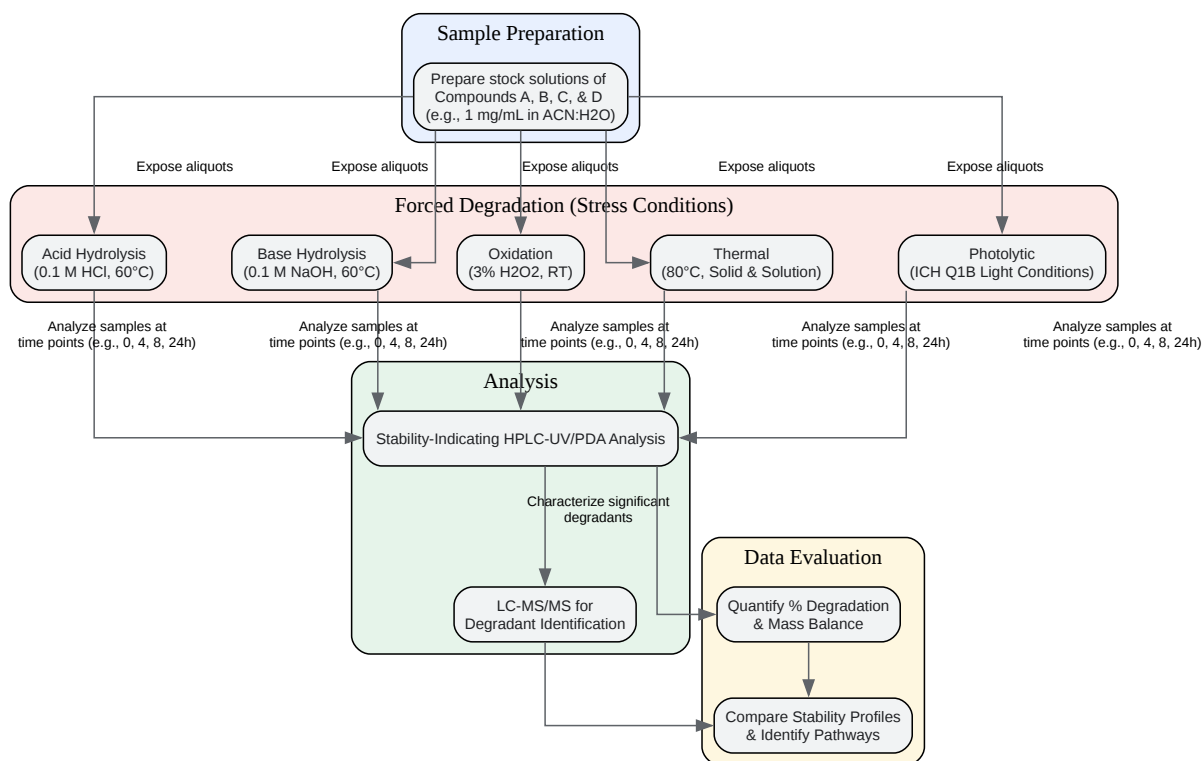 Sample Preparation
Prepare stock solutions of
Compounds A, B, C, & D
(e.g., 1 mg/mL in ACN:H2O)
Expose aliquots
Expose aliquots
Expose aliquots
Expose aliquots
Expose aliquots
Forced Degradation (Stress Conditions)
Acid Hydrolysis
(0.1 M HCl, 60°C)
Base Hydrolysis
(0.1 M NaOH, 60°C)
Oxidation
(3% H2O2, RT)
Thermal
(80°C, Solid & Solution)
Photolytic
(ICH Q1B Light Conditions)
Analyze samples at
time points (e.g., 0, 4, 8, 24h)
Analyze samples at
time points (e.g., 0, 4, 8, 24h)
Analyze samples at
time points (e.g., 0, 4, 8, 24h)
Analyze samples at
time points (e.g., 0, 4, 8, 24h)
Analyze samples at
time points (e.g., 0, 4, 8, 24h)
Analysis
Stability-Indicating HPLC-UV/PDA Analysis
Characterize significant
degradants
LC-MS/MS for
Degradant Identification
Data Evaluation
Quantify % Degradation
& Mass Balance
Compare Stability Profiles
& Identify Pathways